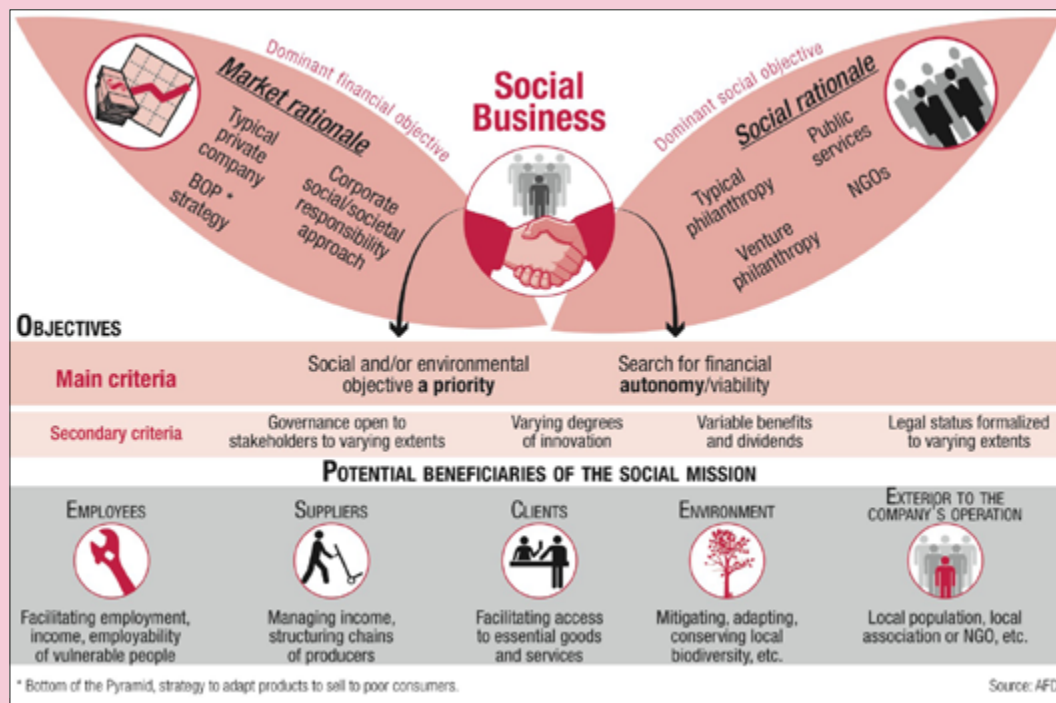 Dominant financial objective
Market rationale
Typical
private
company
BOP *
strategy
Corporate
social/societal
responsibility
approach
Social
Business
Dominant social objective
Social rationale
Public
services
Typical
philanthropy
NGOs
Venture
philanthropy
OBJECTIVES
Main criteria
Social and/or environmental
objective a priority
Search for financial
autonomy/viability
Secondary criteria
Governance open to
stakeholders to varying extents
Varying degrees
of innovation
Variable benefits
and dividends
Legal status formalized
to varying extents
POTENTIAL BENEFICIARIES OF THE SOCIAL MISSION
EMPLOYEES
Facilitating employment,
income, employability
of vulnerable people
SUPPLIERS
Managing income,
structuring chains
of producers
CLIENTS
Facilitating access
to essential goods
and services
ENVIRONMENT
Mitigating, adapting,
conserving local
biodiversity, etc.
EXTERIOR TO THE
COMPANY'S OPERATION
Local population, local
association or NGO, etc.
* Bottom of the Pyramid, strategy to adapt products to sell to poor consumers.
Source: AFD